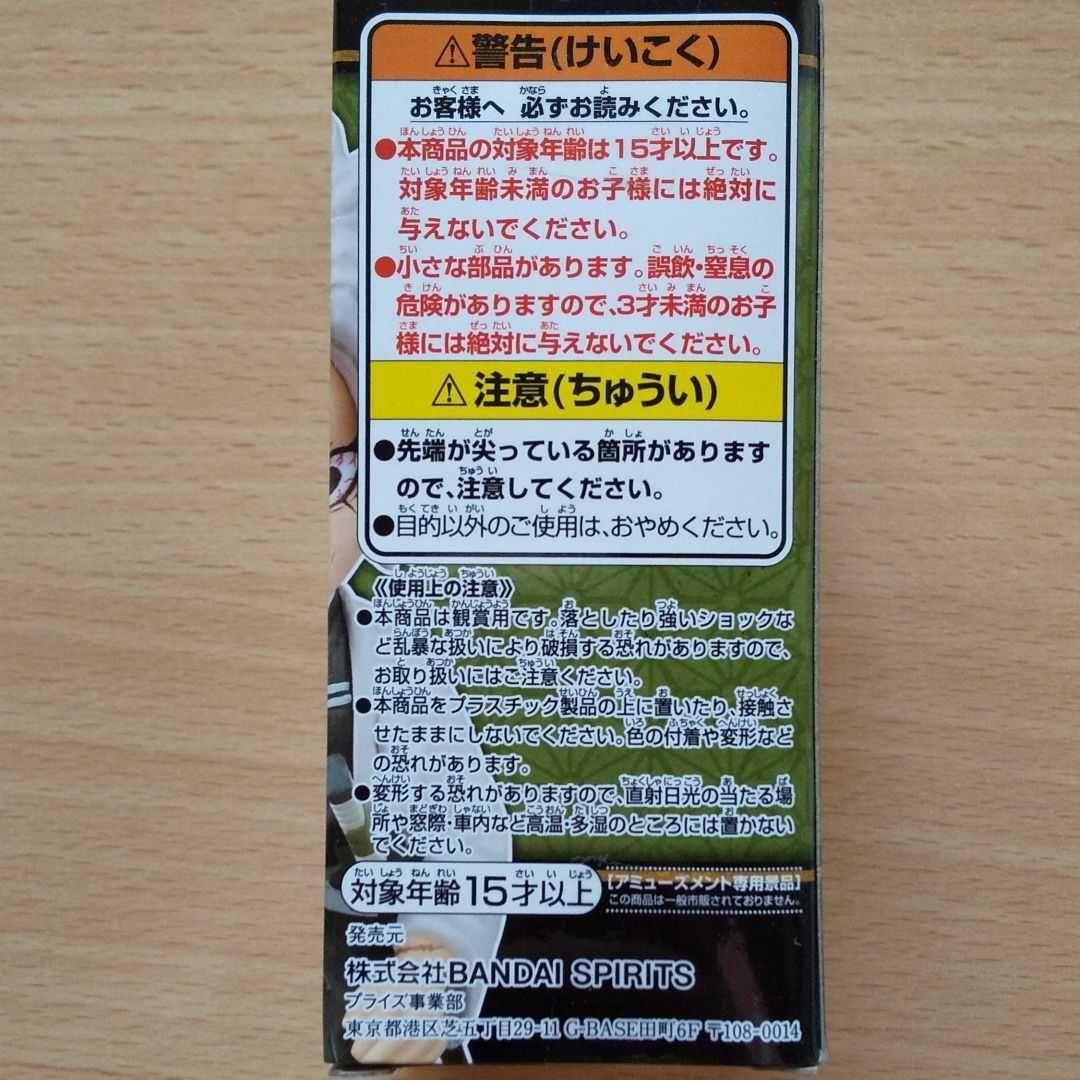 ⚠警告(けいこく)
お客様へ 必ずお読みください。
●本商品の対象年齢は15才以上です。
対象年齢未満のお子様には絶対に
与えないでください。
●小さな部品があります。誤飲・窒息の
危険がありますので、3才未満のお子
様には絶対に与えないでください。
⚠注意(ちゅうい)
●先端が尖っている箇所があります
ので、注意してください。
●目的以外のご使用は、おやめください。
《使用上の注意》
●本商品は観賞用です。落としたり強いショックな
ど乱暴な扱いにより破損する恐れがありますので、
お取り扱いにはご注意ください。
●本商品をプラスチック製品の上に置いたり、接触さ
せたままにしないでください。色の付着や変形など
の恐れがあります。
●変形する恐れがありますので、直射日光の当たる場
所や窓際・車内など高温・多湿のところには置かない
でください。
対象年齢15才以上
【アミューズメント専用景品】
この商品は一般市販されておりません。
発売元
株式会社BANDAI SPIRITS
プライズ事業部
東京都港区芝五丁目29-11 G-BASE田町6F 〒108-0014